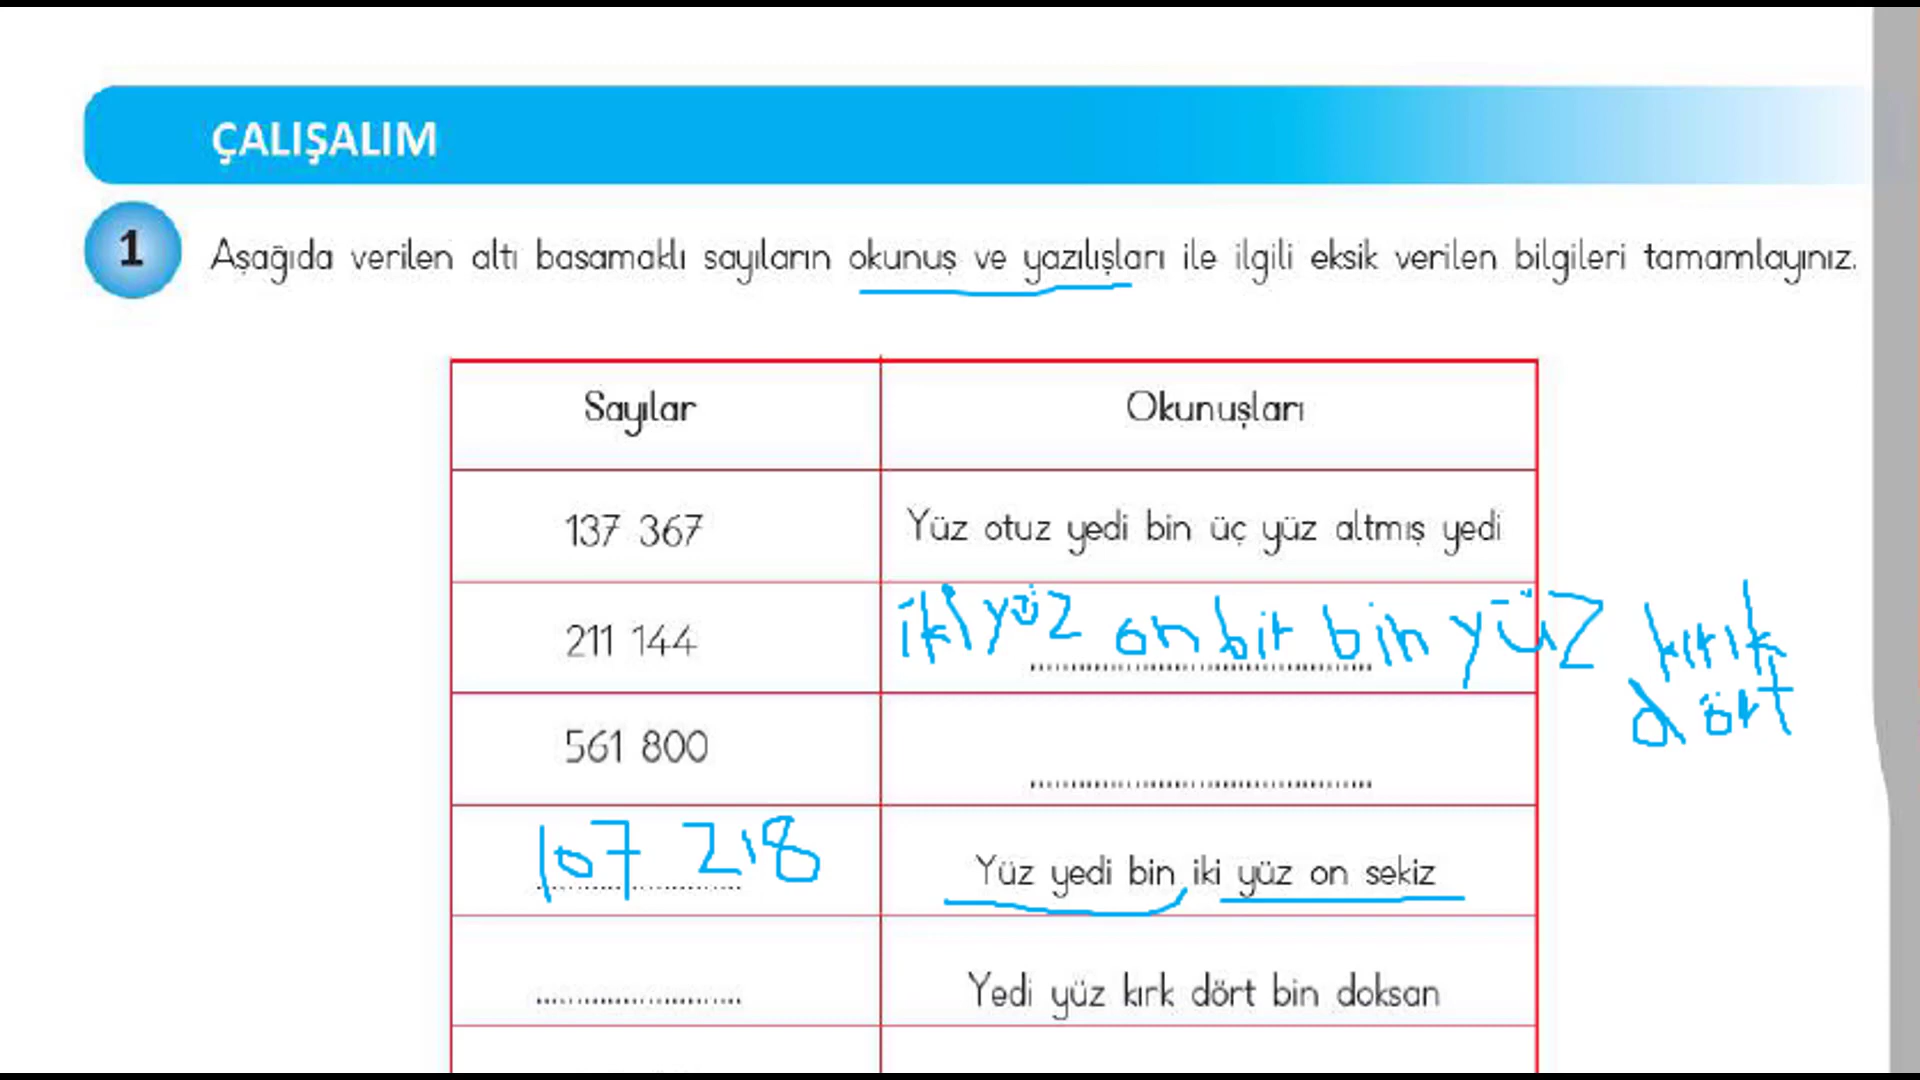 ÇALIŞALIM
1 Aşağıda verilen altı basamaklı sayıların okunuş ve yazılışları ile ilgili eksik verilen bilgileri tamamlayınız.
Sayılar Okunuşları
137 367 Yüz otuz yedi bin üç yüz altmış yedi
211 144 iki yüz on bir bin yüz kırık
dört
561 800 ........................................
107 218 Yüz yedi bin iki yüz on sekiz
........................ Yedi yüz kırk dört bin doksan